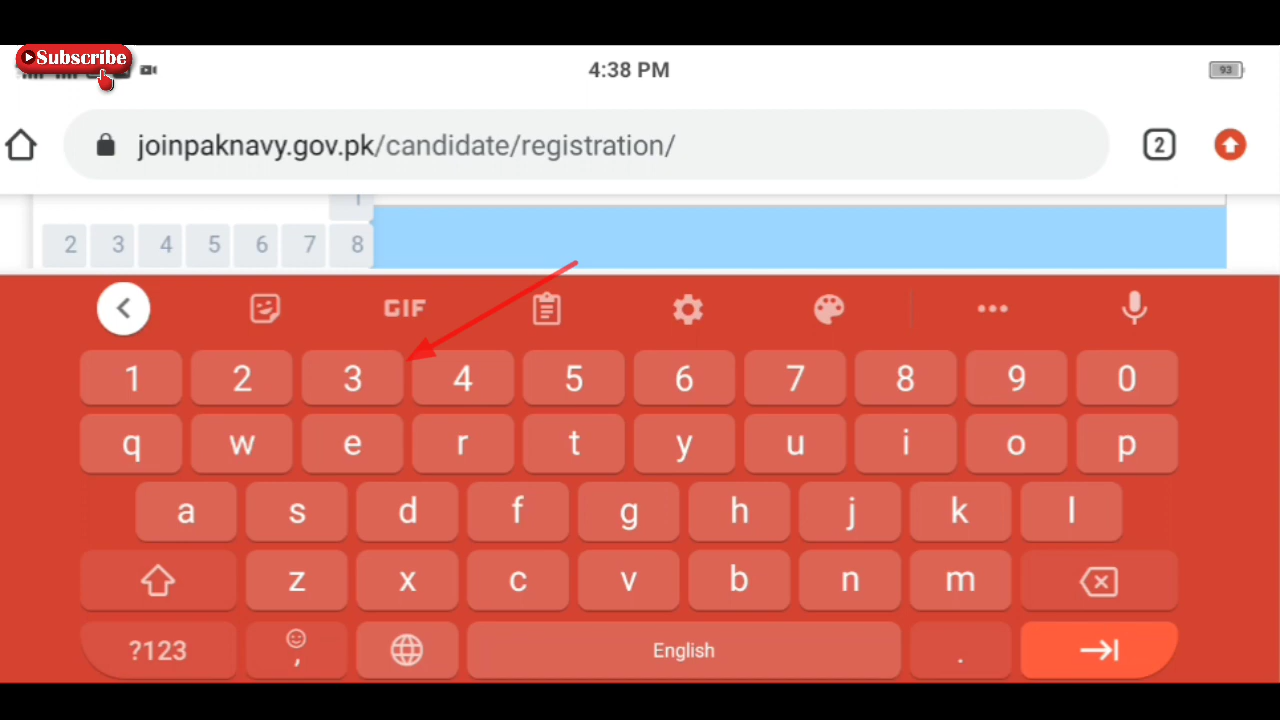 Subscribe
4:38 PM
93
joinpaknavy.gov.pk/candidate/registration/
2
1
2 3 4 5 6 7 8
GIF
1 2 3 4 5 6 7 8 9 0
q w e r t y u i o p
a s d f g h j k l
z x c v b n m
?123 , English .